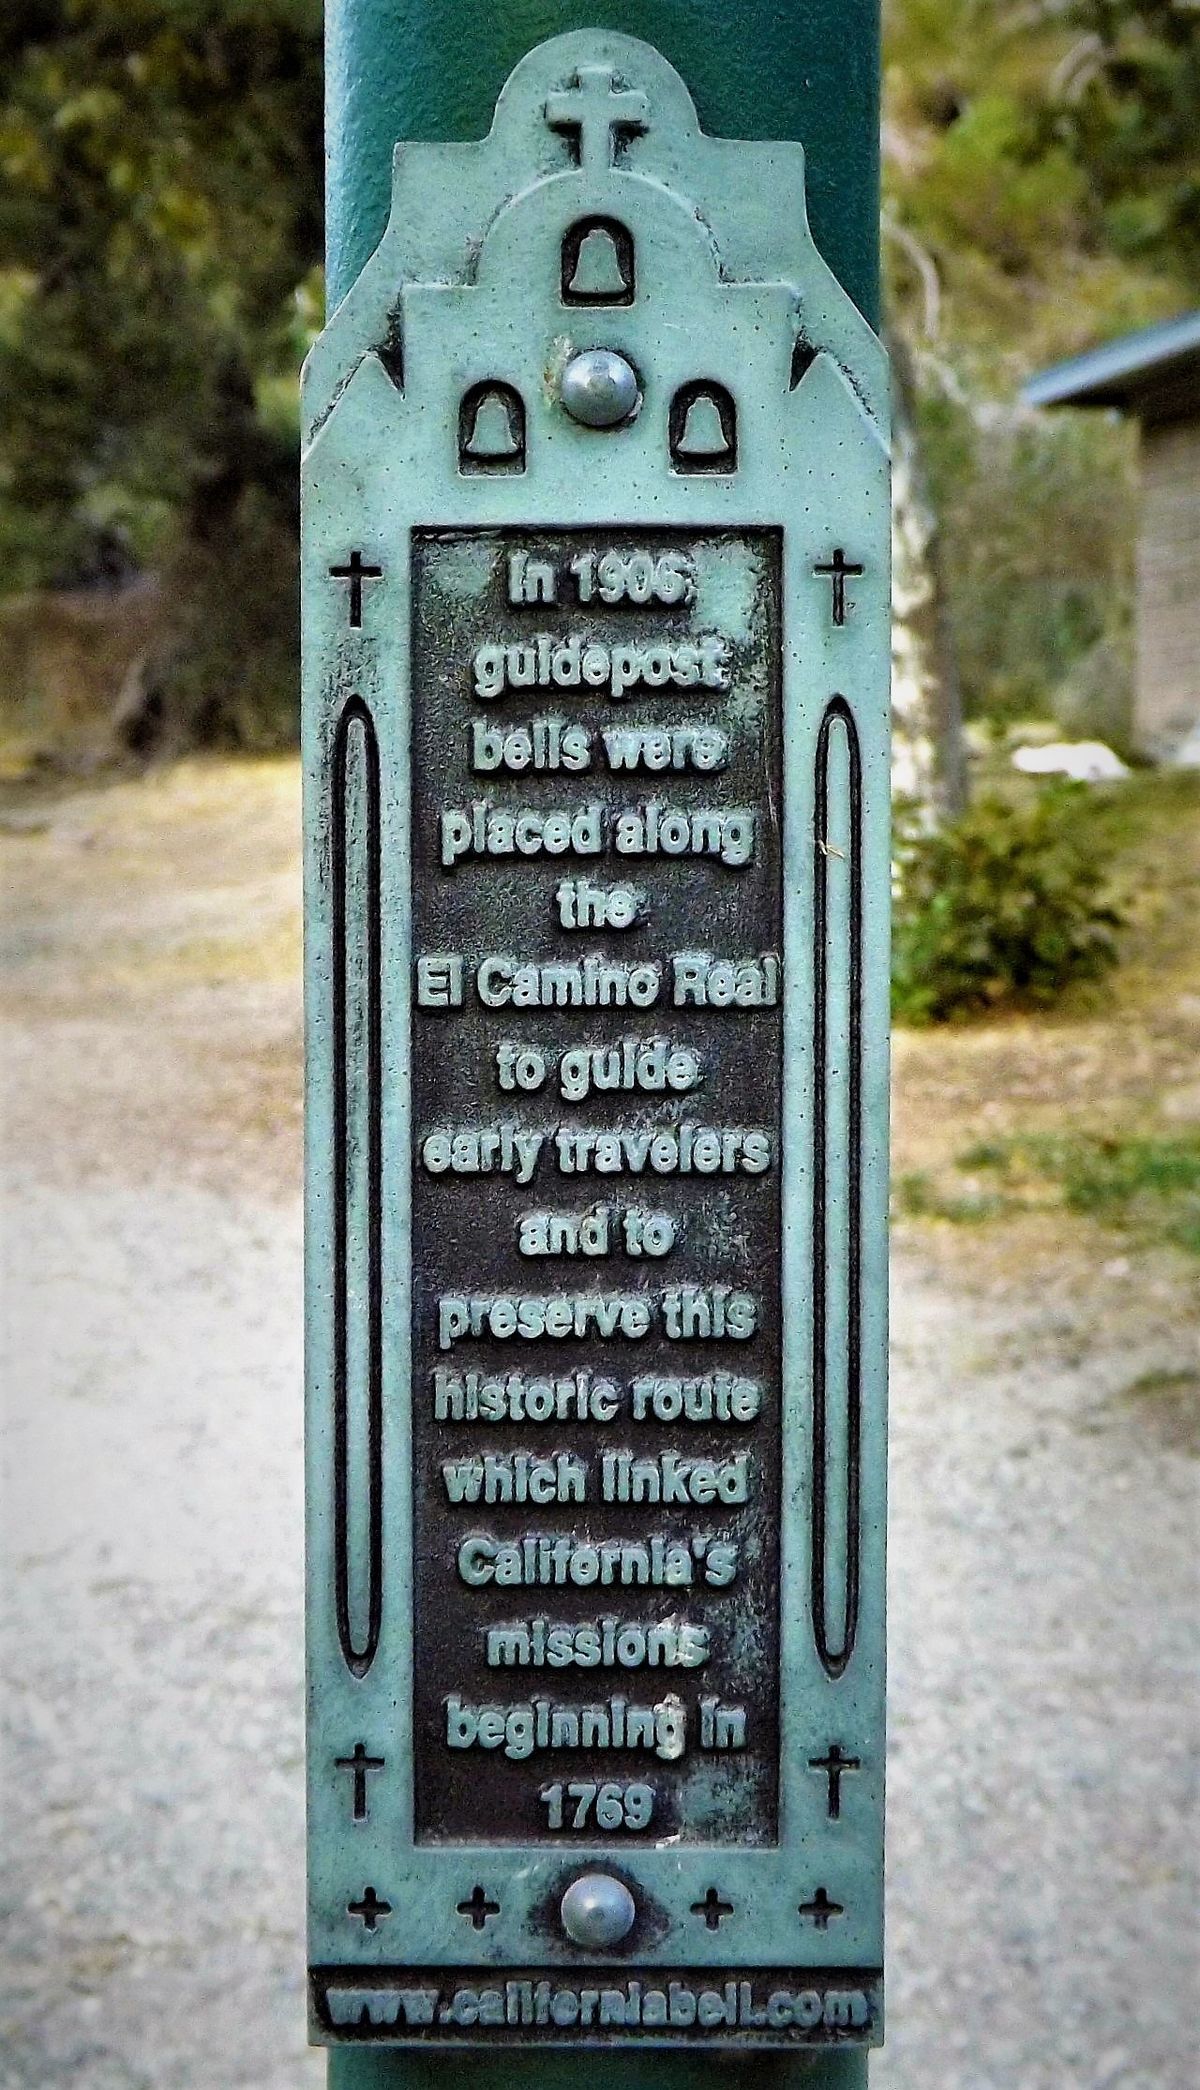 In 1906
guidepost
bells were
placed along
the
El Camino Real
to guide
early travelers
and to
preserve this
historic route
which linked
California's
missions
beginning in
1769
www.californiabell.com